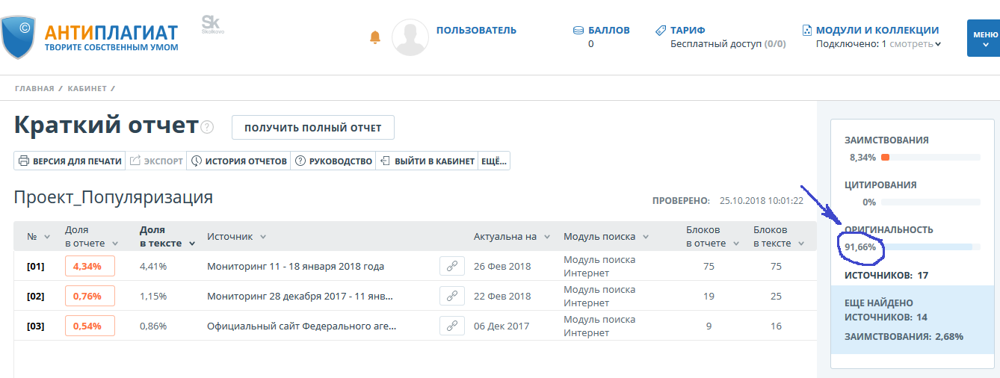 ©
АНТИПЛАГИАТ
ТВОРИТЕ СОБСТВЕННЫМ УМОМ
Sk
Skolkovo
ПОЛЬЗОВАТЕЛЬ
БАЛЛОВ
0
ТАРИФ
Бесплатный доступ (0/0)
МОДУЛИ И КОЛЛЕКЦИИ
Подключено: 1 смотреть
МЕНЮ
ГЛАВНАЯ / КАБИНЕТ /
Краткий отчет ?
ПОЛУЧИТЬ ПОЛНЫЙ ОТЧЕТ
ВЕРСИЯ ДЛЯ ПЕЧАТИ ЭКСПОРТ ИСТОРИЯ ОТЧЕТОВ ? РУКОВОДСТВО ВЫЙТИ В КАБИНЕТ ЕЩЁ...
Проект_Популяризация
ПРОВЕРЕНО: 25.10.2018 10:01:22
№ Доля в отчете Доля в тексте Источник Актуальна на Модуль поиска Блоков в отчете Блоков в тексте
[01] 4,34% 4,41% Мониторинг 11 - 18 января 2018 года 26 Фев 2018 Модуль поиска Интернет 75 75
[02] 0,76% 1,15% Мониторинг 28 декабря 2017 - 11 янв... 22 Фев 2018 Модуль поиска Интернет 19 25
[03] 0,54% 0,86% Официальный сайт Федерального аге... 06 Дек 2017 Модуль поиска Интернет 9 16
ЗАИМСТВОВАНИЯ
8,34%
ЦИТИРОВАНИЯ
0%
ОРИГИНАЛЬНОСТЬ
91,66%
ИСТОЧНИКОВ: 17
ЕЩЕ НАЙДЕНО
ИСТОЧНИКОВ: 14
ЗАИМСТВОВАНИЯ: 2,68%